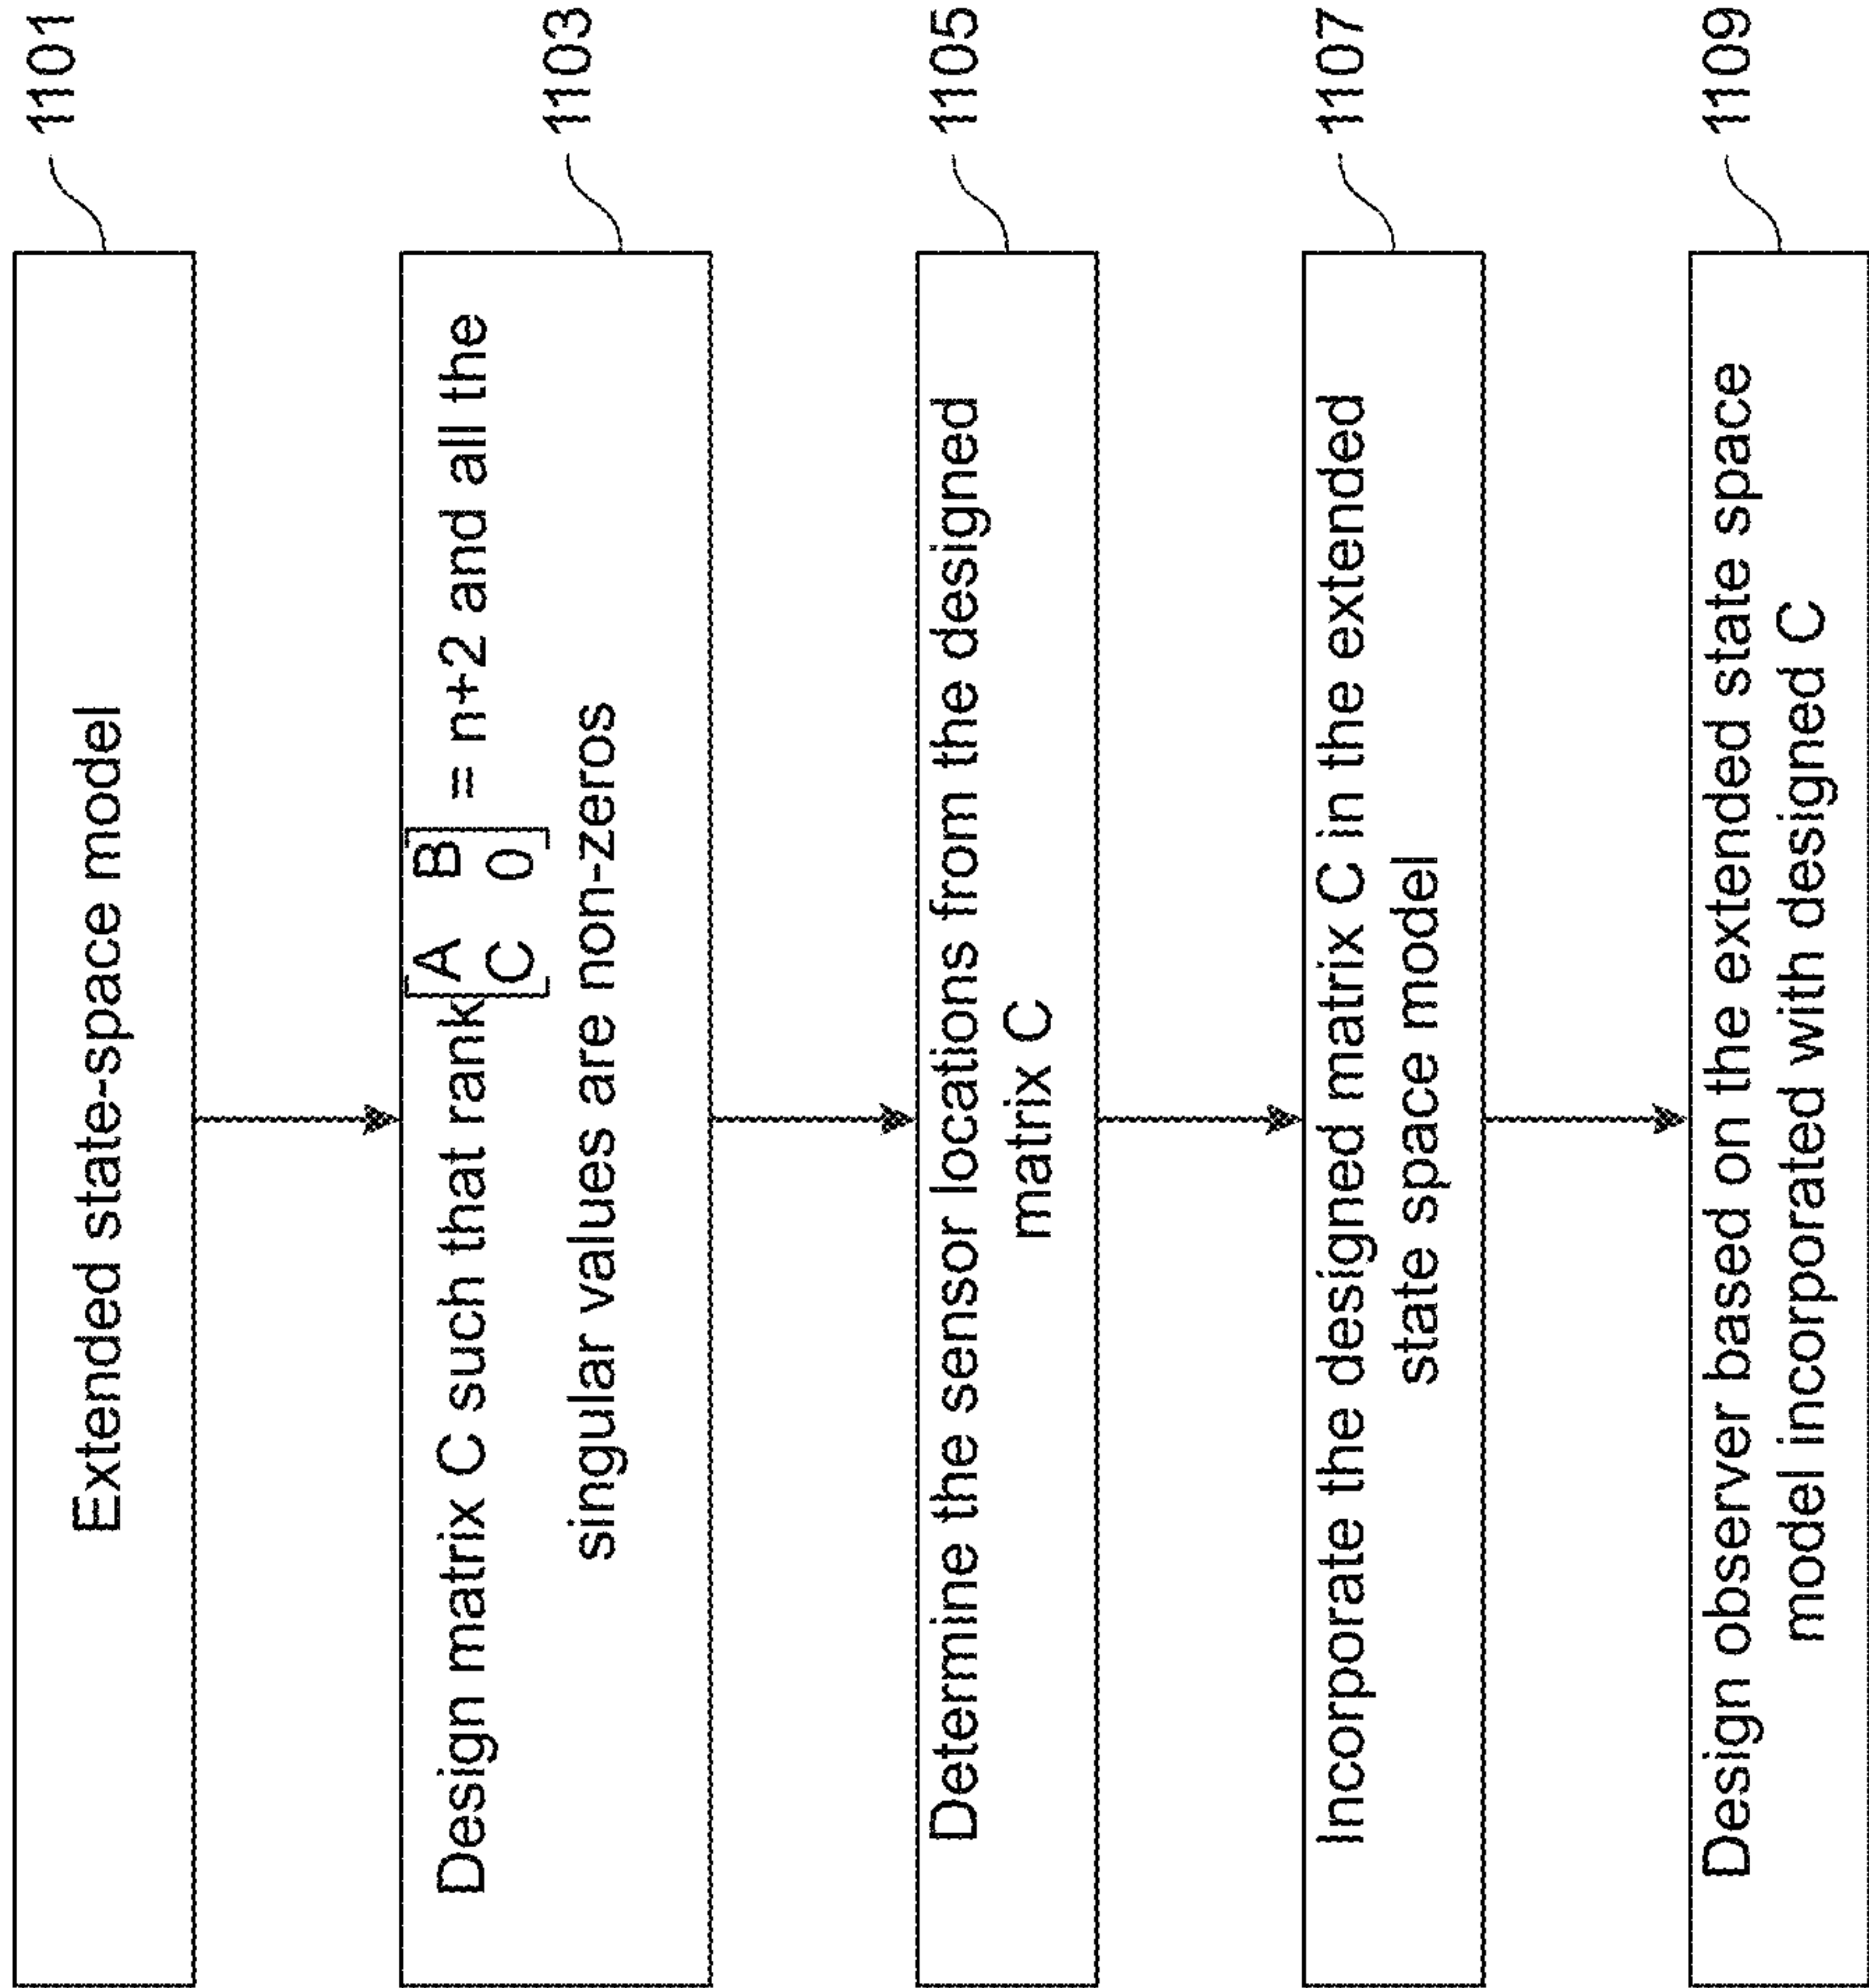 Extended state-space model
1101
Design matrix C such that rank [A B
C 0] = n+2 and all the
singular values are non-zeros
1103
Determine the sensor locations from the designed
matrix C
1105
Incorporate the designed matrix C in the extended
state space model
1107
Design observer based on the extended state space
model incorporated with designed C
1109